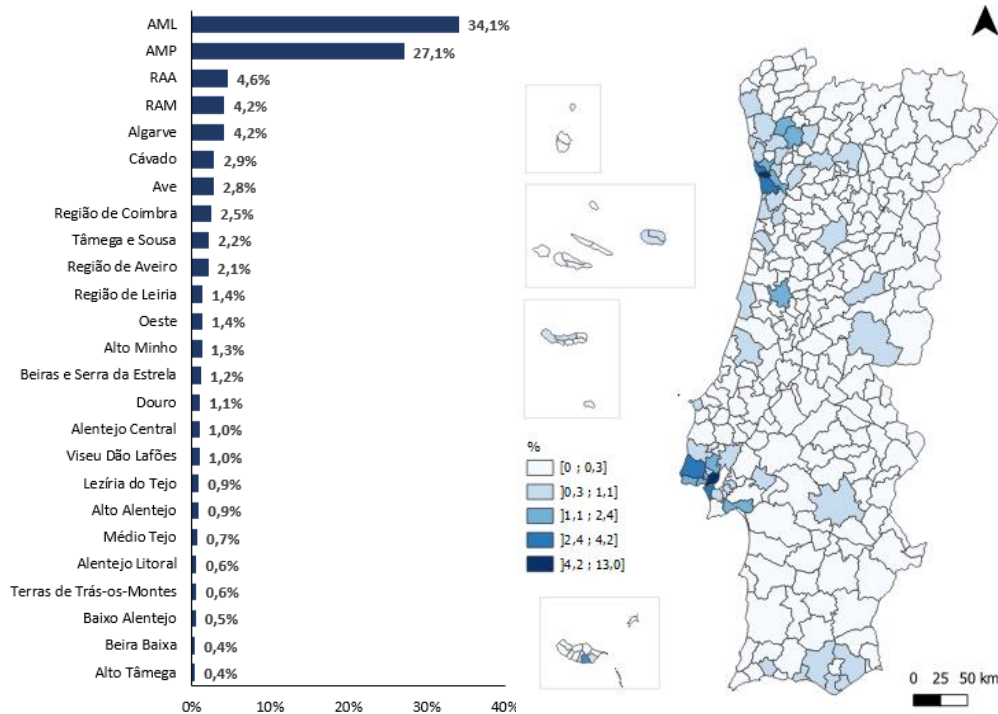 AML 34,1%
AMP 27,1%
RAA 4,6%
RAM 4,2%
Algarve 4,2%
Cávado 2,9%
Ave 2,8%
Região de Coimbra 2,5%
Tâmega e Sousa 2,2%
Região de Aveiro 2,1%
Região de Leiria 1,4%
Oeste 1,4%
Alto Minho 1,3%
Beiras e Serra da Estrela 1,2%
Douro 1,1%
Alentejo Central 1,0%
Viseu Dão Lafões 1,0%
Lezíria do Tejo 0,9%
Alto Alentejo 0,9%
Médio Tejo 0,7%
Alentejo Litoral 0,6%
Terras de Trás-os-Montes 0,6%
Baixo Alentejo 0,5%
Beira Baixa 0,4%
Alto Tâmega 0,4%
0% 10% 20% 30% 40%
%
[0 ; 0,3]
]0,3 ; 1,1]
]1,1 ; 2,4]
]2,4 ; 4,2]
]4,2 ; 13,0]
0 25 50 km